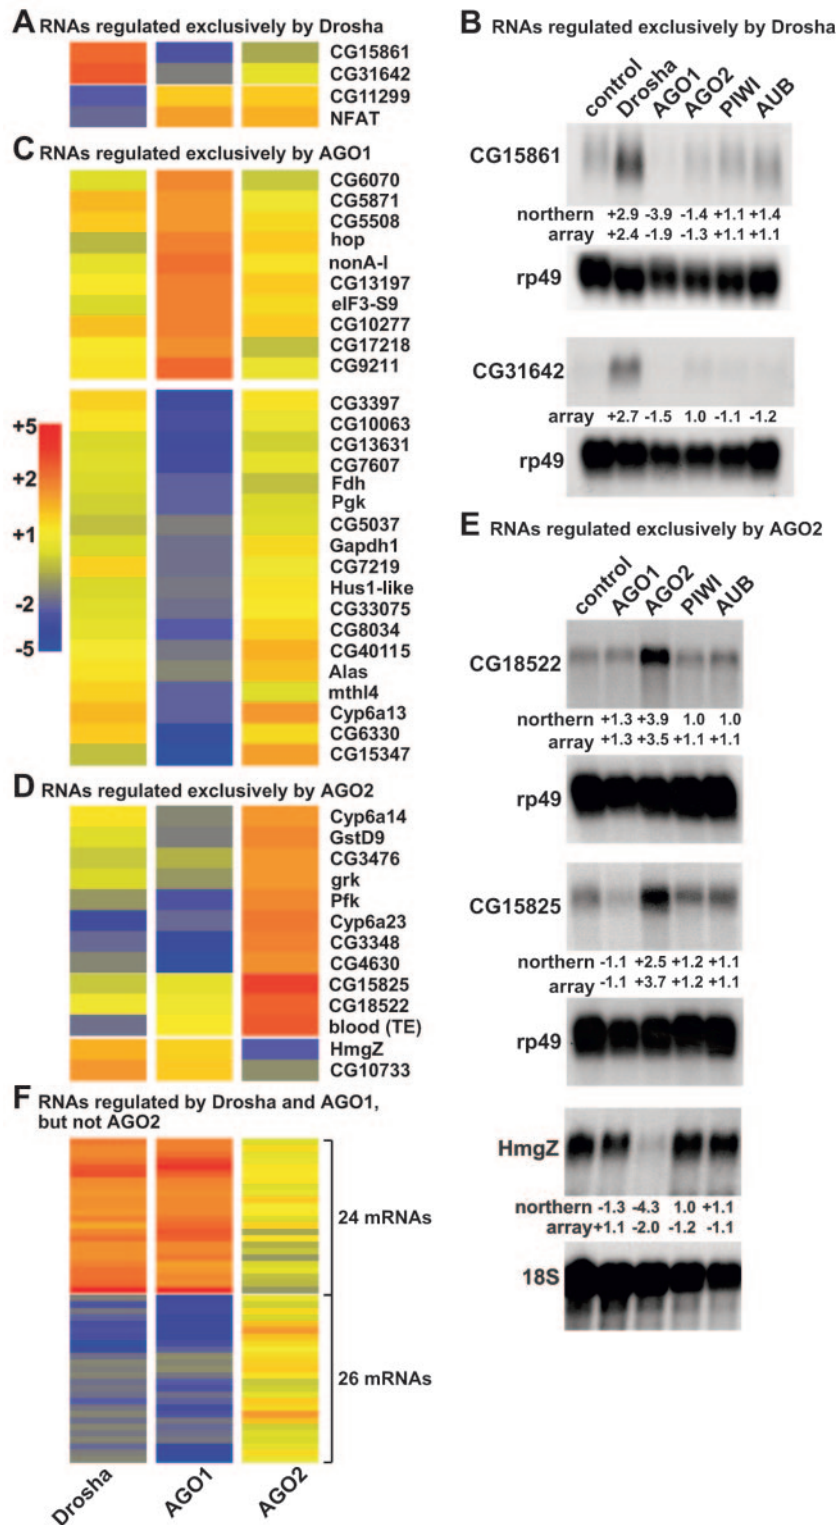 A RNAs regulated exclusively by Drosha
CG15861
CG31642
CG11299
NFAT
C RNAs regulated exclusively by AGO1
CG6070
CG5871
CG5508
hop
nonA-l
CG13197
eIF3-S9
CG10277
CG17218
CG9211
CG3397
CG10063
CG13631
CG7607
Fdh
Pgk
CG5037
Gapdh1
CG7219
Hus1-like
CG33075
CG8034
CG40115
Alas
mthl4
Cyp6a13
CG6330
CG15347
+5
+2
+1
-2
-5
D RNAs regulated exclusively by AGO2
Cyp6a14
GstD9
CG3476
grk
Pfk
Cyp6a23
CG3348
CG4630
CG15825
CG18522
blood (TE)
HmgZ
CG10733
F RNAs regulated by Drosha and AGO1,
but not AGO2
24 mRNAs
26 mRNAs
Drosha AGO1 AGO2
B RNAs regulated exclusively by Drosha
control Drosha AGO1 AGO2 PIWI AUB
CG15861
northern +2.9 -3.9 -1.4 +1.1 +1.4
array +2.4 -1.9 -1.3 +1.1 +1.1
rp49
CG31642
array +2.7 -1.5 1.0 -1.1 -1.2
rp49
E RNAs regulated exclusively by AGO2
control AGO1 AGO2 PIWI AUB
CG18522
northern +1.3 +3.9 1.0 1.0
array +1.3 +3.5 +1.1 +1.1
rp49
CG15825
northern -1.1 +2.5 +1.2 +1.1
array -1.1 +3.7 +1.2 +1.1
rp49
HmgZ
northern -1.3 -4.3 1.0 +1.1
array +1.1 -2.0 -1.2 -1.1
18S